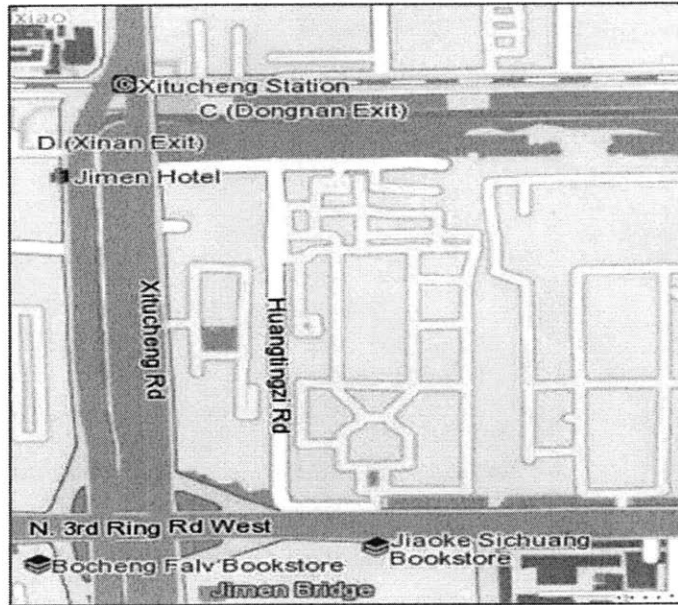 xiao
Xitucheng Station
C (Dongnan Exit)
D (Xinan Exit)
Jimen Hotel
Xitucheng Rd
Huangtingzi Rd
N. 3rd Ring Rd West
Jiaoke Sichuang
Bookstore
Bocheng Falv Bookstore
Jimen Bridge